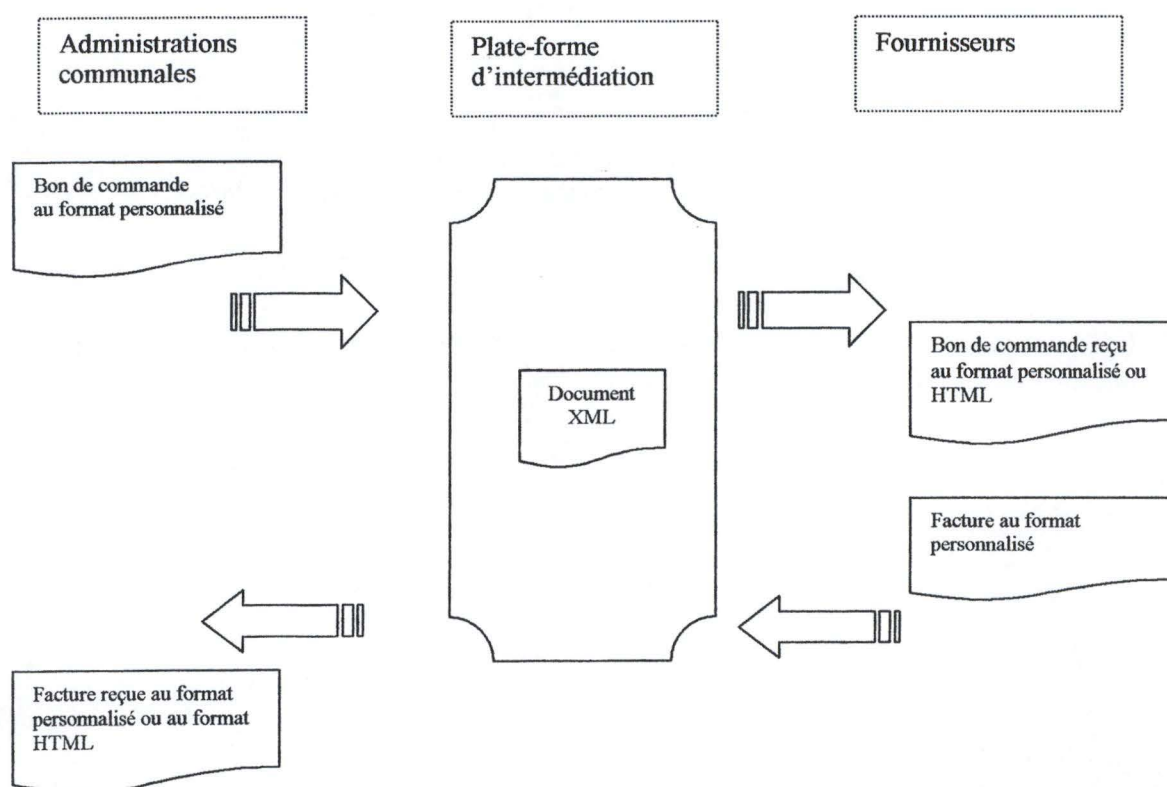 Administrations
communales
Plate-forme
d'intermédiation
Fournisseurs
Bon de commande
au format personnalisé
Bon de commande reçu
au format personnalisé ou
HTML
Document
XML
Facture au format
personnalisé
Facture reçue au format
personnalisé ou au format
HTML